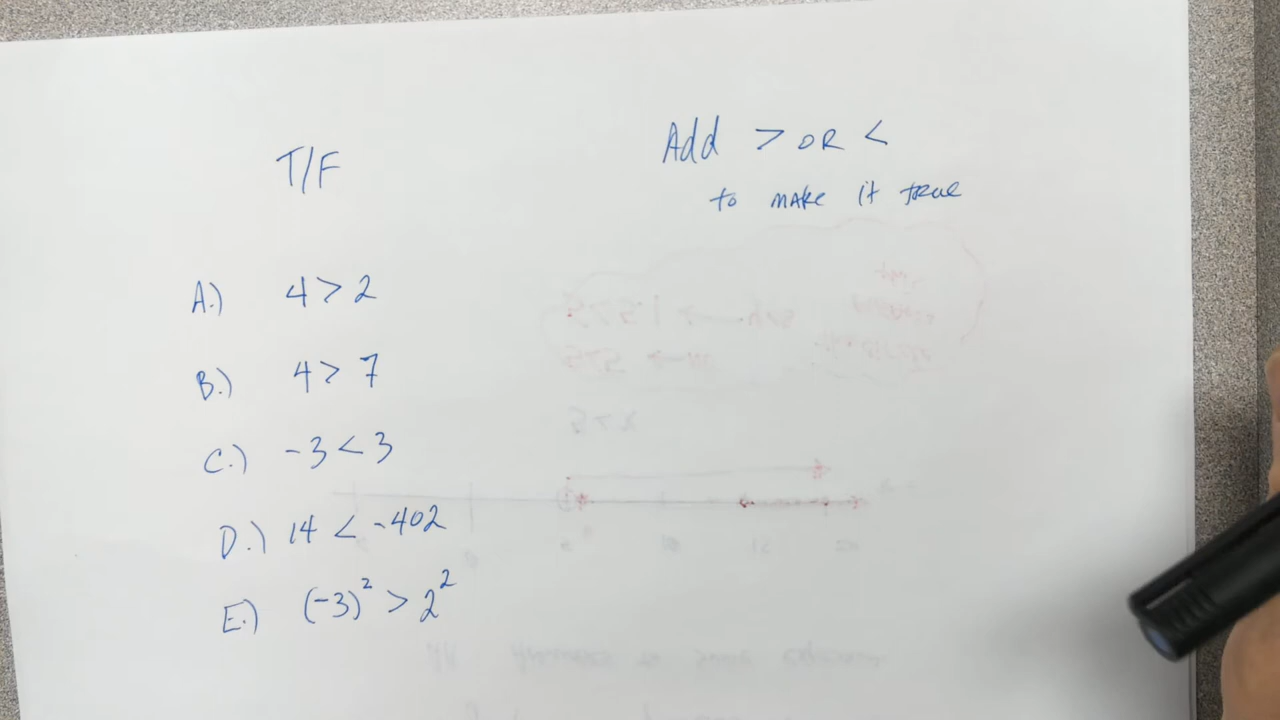 T/F
A.) 4 > 2
B.) 4 > 7
C.) -3 < 3
D.) 14 < -402
E.) (-3)² > 2²
Add > OR <
to make it true